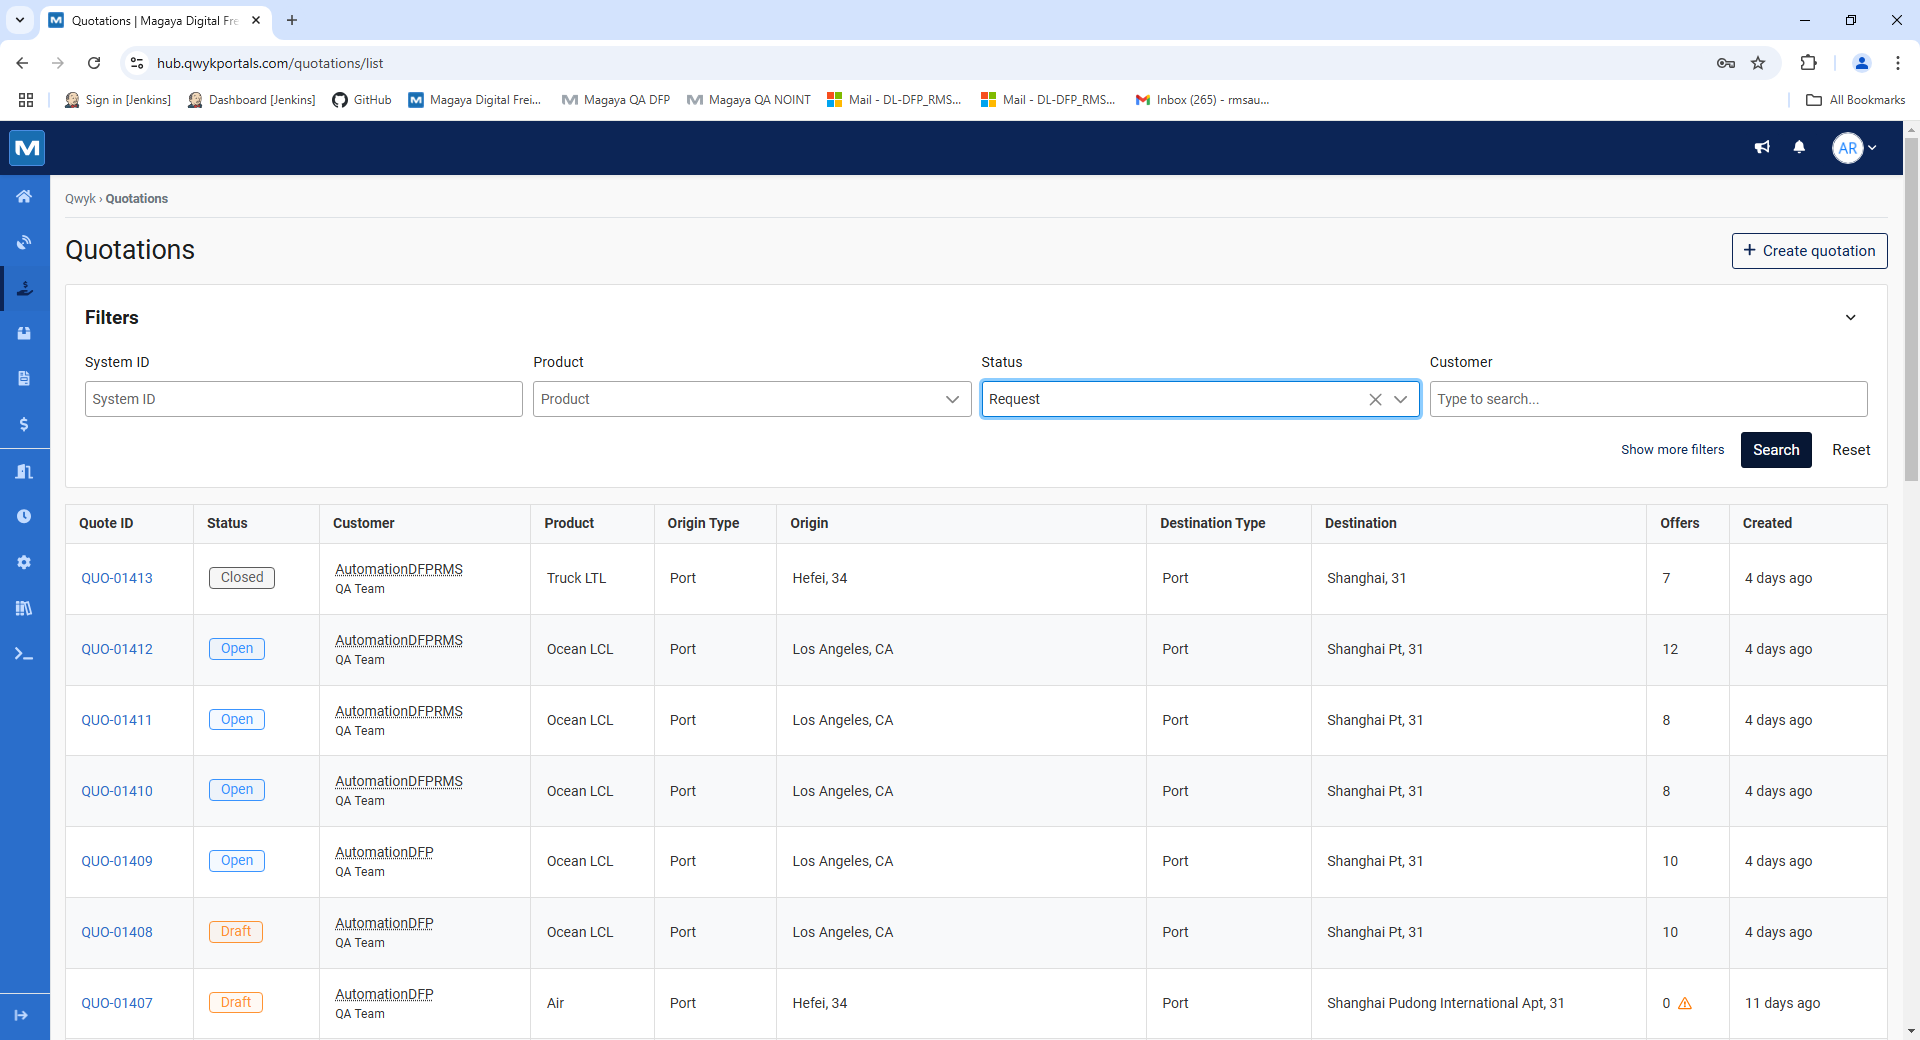 Quotations | Magaya Digital Fre
hub.qwykportals.com/quotations/list
Sign in [Jenkins]
Dashboard [Jenkins]
GitHub
Magaya Digital Frei...
Magaya QA DFP
Magaya QA NOINT
Mail - DL-DFP_RMS...
Mail - DL-DFP_RMS...
Inbox (265) - rmsau...
All Bookmarks
AR
Qwyk › Quotations
Quotations
+ Create quotation
Filters
System ID
Product
Status
Customer
System ID
Product
Request
Type to search...
Show more filters
Search
Reset
Quote ID Status Customer Product Origin Type Origin Destination Type Destination Offers Created
QUO-01413 Closed AutomationDFPRMS Truck LTL Port Hefei, 34 Port Shanghai, 31 7 4 days ago
QA Team
QUO-01412 Open AutomationDFPRMS Ocean LCL Port Los Angeles, CA Port Shanghai Pt, 31 12 4 days ago
QA Team
QUO-01411 Open AutomationDFPRMS Ocean LCL Port Los Angeles, CA Port Shanghai Pt, 31 8 4 days ago
QA Team
QUO-01410 Open AutomationDFPRMS Ocean LCL Port Los Angeles, CA Port Shanghai Pt, 31 8 4 days ago
QA Team
QUO-01409 Open AutomationDFP Ocean LCL Port Los Angeles, CA Port Shanghai Pt, 31 10 4 days ago
QA Team
QUO-01408 Draft AutomationDFP Ocean LCL Port Los Angeles, CA Port Shanghai Pt, 31 10 4 days ago
QA Team
QUO-01407 Draft AutomationDFP Air Port Hefei, 34 Port Shanghai Pudong International Apt, 31 0 11 days ago
QA Team